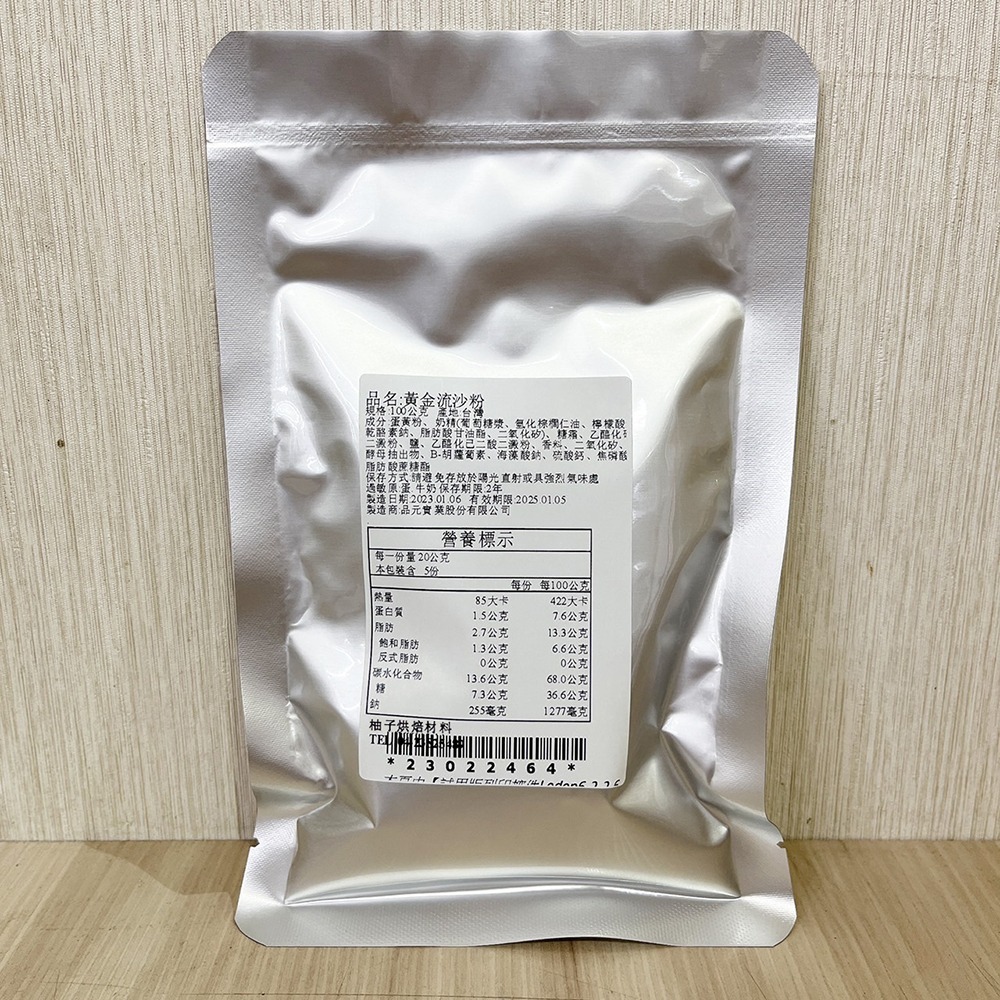 品名:黃金流沙粉
規格:100公克 產地:台灣
成分:蛋黃粉、奶精(葡萄糖漿、氫化棕櫚仁油、檸檬酸
乾酪素鈉、脂肪酸甘油酯、二氧化矽)、糖霜、乙醯化
二澱粉、鹽、乙醯化己二酸二澱粉、香料、二氧化矽、
酵母抽出物、B-胡蘿蔔素、海藻酸鈉、硫酸鈣、焦磷酸
脂肪酸蔗糖酯
保存方式:請避免存放於陽光直射或具強烈氣味處
過敏原:蛋.牛奶 保存期限:2年
製造日期:2023.01.06 有效期限:2025.01.05
製造商:品元實業股份有限公司
營養標示
每一份量 20公克
本包裝含 5份
每份 每100公克
熱量 85大卡 422大卡
蛋白質 1.5公克 7.6公克
脂肪 2.7公克 13.3公克
飽和脂肪 1.3公克 6.6公克
反式脂肪 0公克 0公克
碳水化合物 13.6公克 68.0公克
糖 7.3公克 36.6公克
鈉 255毫克 1277毫克
柚子烘焙材料
TEL
*23022464*